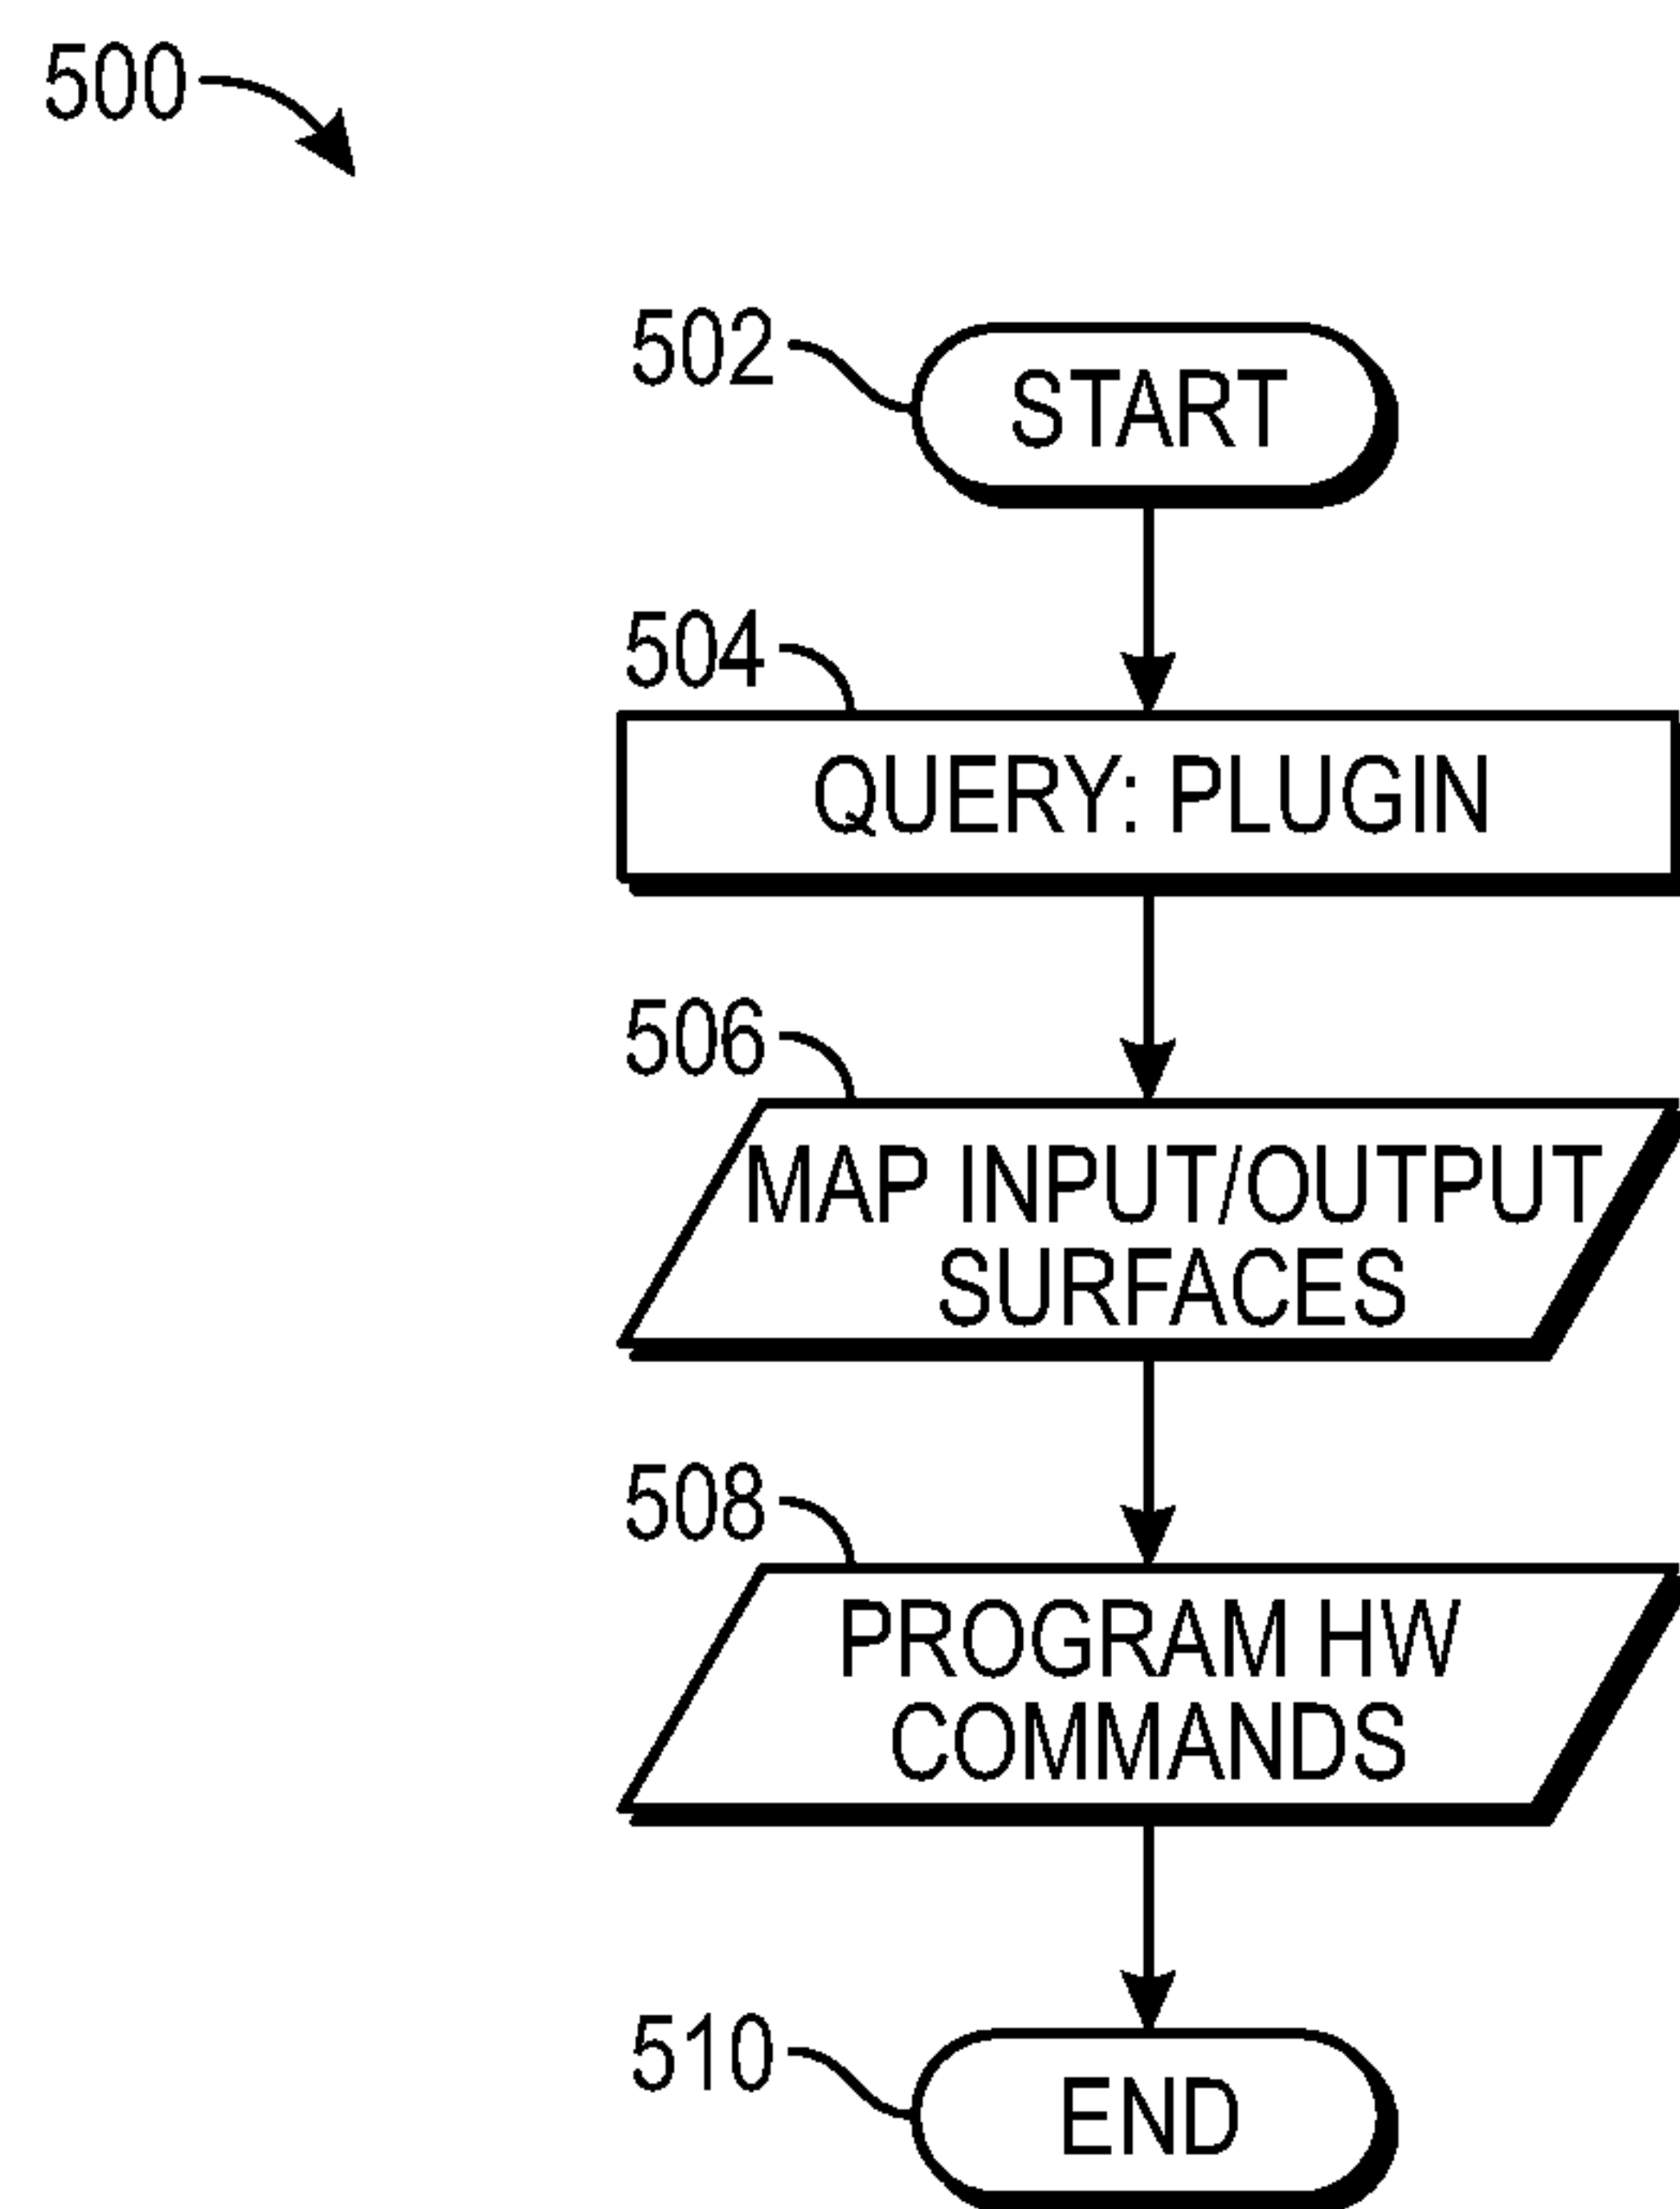 500
502
START
504
QUERY: PLUGIN
506
MAP INPUT/OUTPUT
SURFACES
508
PROGRAM HW
COMMANDS
510
END